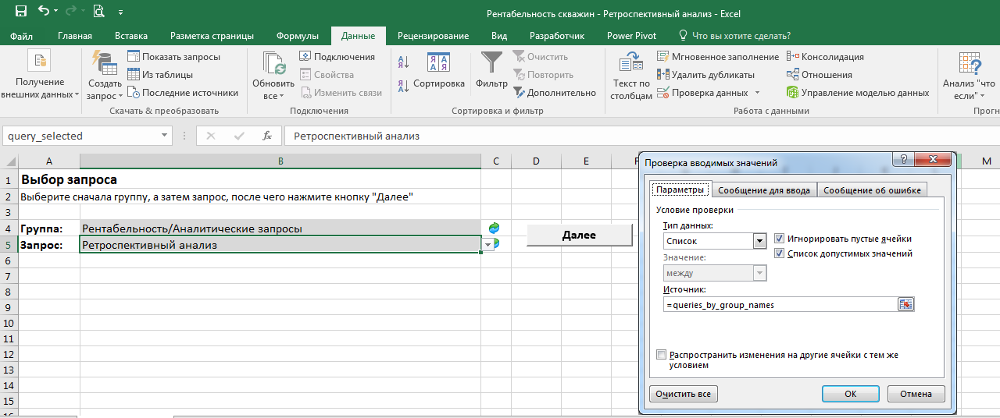 Рентабельность скважин - Ретроспективный анализ - Excel
Файл Главная Вставка Разметка страницы Формулы Данные Рецензирование Вид Разработчик Power Pivot Что вы хотите сделать?
Получение внешних данных
Создать запрос
Показать запросы
Из таблицы
Последние источники
Скачать & преобразовать
Обновить все
Подключения
Свойства
Изменить связи
Подключения
А Я
Я А
Сортировка
Фильтр
Очистить
Повторить
Дополнительно
Сортировка и фильтр
Текст по столбцам
Мгновенное заполнение
Удалить дубликаты
Проверка данных
Консолидация
Отношения
Управление моделью данных
Работа с данными
Анализ "что если"
Прогн
query_selected fx Ретроспективный анализ
A B C D E F M
1 Выбор запроса
2 Выберите сначала группу, а затем запрос, после чего нажмите кнопку "Далее"
3
4 Группа: Рентабельность/Аналитические запросы
5 Запрос: Ретроспективный анализ
Далее
6
7
8
9
10
11
12
13
14
15
16
Проверка вводимых значений
Параметры Сообщение для ввода Сообщение об ошибке
Условие проверки
Тип данных:
Список
Игнорировать пустые ячейки
Список допустимых значений
Значение:
между
Источник:
=queries_by_group_names
Распространить изменения на другие ячейки с тем же
условием
Очистить все ОК Отмена